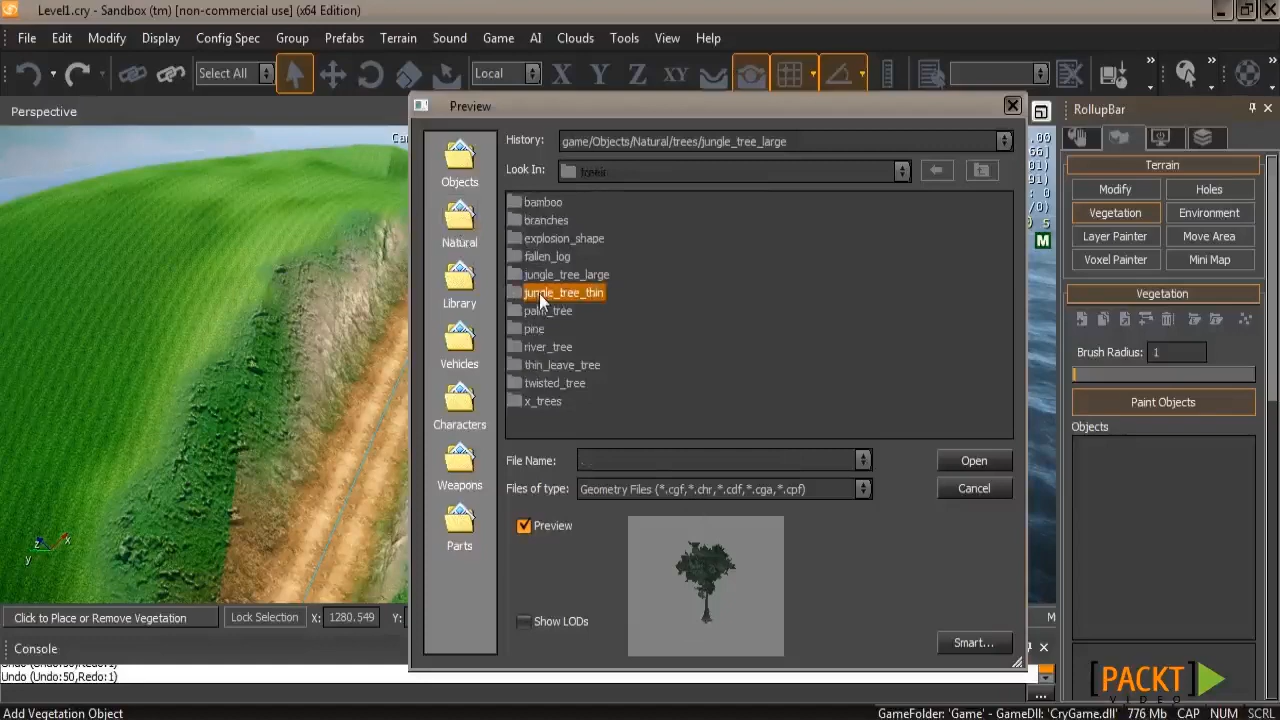 Level1.cry - Sandbox (tm) [non-commercial use] (x64 Edition)
File Edit Modify Display Config Spec Group Prefabs Terrain Sound Game AI Clouds Tools View Help
Select All Local X Y Z XY
Perspective
Preview
RollupBar
History: game/Objects/Natural/trees/jungle_tree_large
Look In: trees
Objects
Natural
Library
Vehicles
Characters
Weapons
Parts
bamboo
branches
explosion_shape
fallen_log
jungle_tree_large
jungle_tree_thin
palm_tree
pine
river_tree
thin_leave_tree
twisted_tree
x_trees
File Name:
Open
Files of type: Geometry Files (*.cgf,*.chr,*.cdf,*.cga,*.cpf)
Cancel
Preview
Show LODs
Smart...
Terrain
Modify Holes
Vegetation Environment
Layer Painter Move Area
Voxel Painter Mini Map
Vegetation
Brush Radius: 1
Paint Objects
Objects
M
z x
y
Click to Place or Remove Vegetation Lock Selection X: 1280.549 Y: M
Console
Undo (Undo:50,Redo:1)
[PACKT]
VIDEO
Add Vegetation Object
GameFolder: 'Game' - GameDll: 'CryGame.dll' 776 Mb CAP NUM SCRL